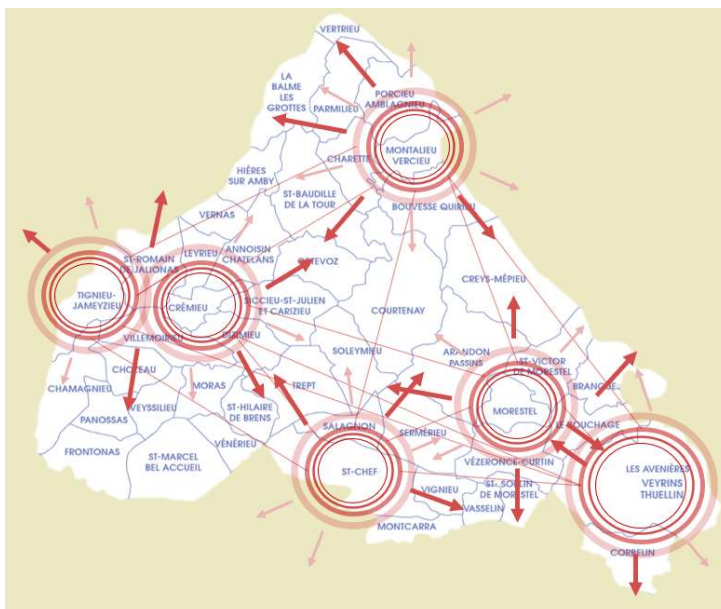 VERTRIEU
LA
BALME
LES
GROTTES
PORCIEU
AMBLAGNIEU
PARMILIEU
MONTALIEU
VERCIEU
CHARETTE
HIÈRES
SUR AMBY
ST-BAUDILLE
DE LA TOUR
BOUVESSE QUIRIEU
VERNAS
ST-ROMAIN
DE JALIONAS
LEYRIEU
ANNOISIN
CHATELANS
OPTEVOZ
CREYS-MÉPIEU
TIGNIEU-
JAMEYZIEU
CRÉMIEU
SICCIEU-ST-JULIEN
ET CARIZIEU
COURTENAY
VILLEMOIRIEU
DIZIMIEU
SOLEYMIEU
ARANDON
PASSINS
ST-VICTOR
DE MORESTEL
CHOZEAU
CHAMAGNIEU
MORAS
TREPT
BRANGUE
VEYSSILIEU
PANOSSAS
ST-HILAIRE
DE BRENS
MORESTEL
SALAGNON
SERMÉRIEU
LE BOUCHAGE
VÉNÉRIEU
FRONTONAS
ST-MARCEL
BEL ACCUEIL
VÉZERONCE-CURTIN
ST-CHEF
LES AVENIÈRES
VEYRINS
THUELLIN
VIGNIEU
ST-SORLIN
DE MORESTEL
VASSELIN
MONTCARRA
CORBELIN